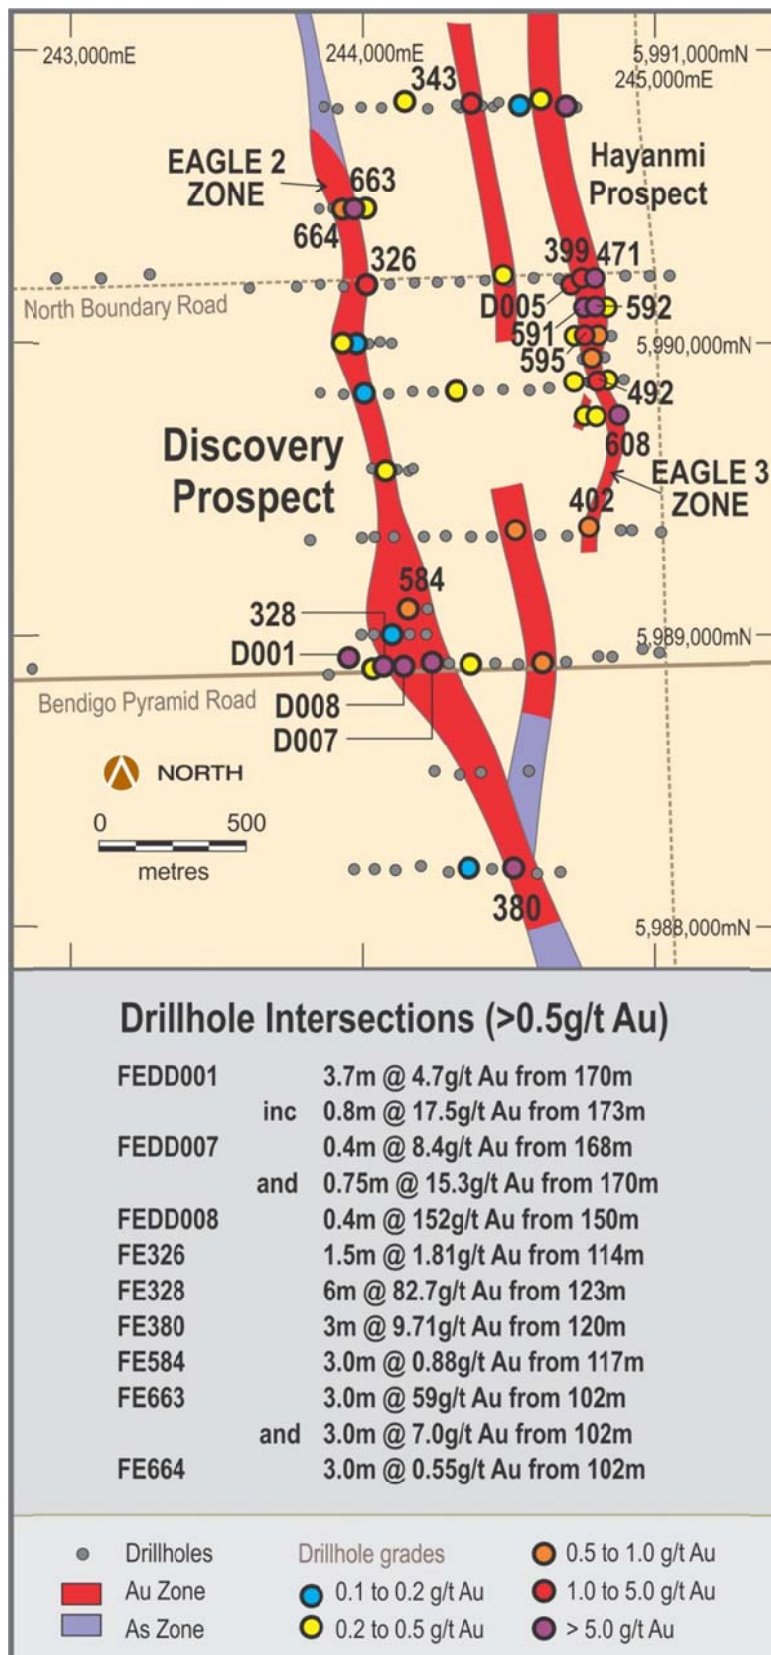 243,000mE
244,000mE
5,991,000mN
245,000mE
343
EAGLE 2
ZONE
663
Hayanmi
Prospect
664
326
399 471
D005
North Boundary Road
591
592
595
5,990,000mN
492
Discovery
Prospect
608
EAGLE 3
ZONE
402
584
328
D001
5,989,000mN
Bendigo Pyramid Road
D008
D007
NORTH
0 500
metres
380
5,988,000mN
Drillhole Intersections (>0.5g/t Au)
FEDD001 3.7m @ 4.7g/t Au from 170m
inc 0.8m @ 17.5g/t Au from 173m
FEDD007 0.4m @ 8.4g/t Au from 168m
and 0.75m @ 15.3g/t Au from 170m
FEDD008 0.4m @ 152g/t Au from 150m
FE326 1.5m @ 1.81g/t Au from 114m
FE328 6m @ 82.7g/t Au from 123m
FE380 3m @ 9.71g/t Au from 120m
FE584 3.0m @ 0.88g/t Au from 117m
FE663 3.0m @ 59g/t Au from 102m
and 3.0m @ 7.0g/t Au from 102m
FE664 3.0m @ 0.55g/t Au from 102m
Drillholes Drillhole grades 0.5 to 1.0 g/t Au
Au Zone 0.1 to 0.2 g/t Au 1.0 to 5.0 g/t Au
As Zone 0.2 to 0.5 g/t Au > 5.0 g/t Au